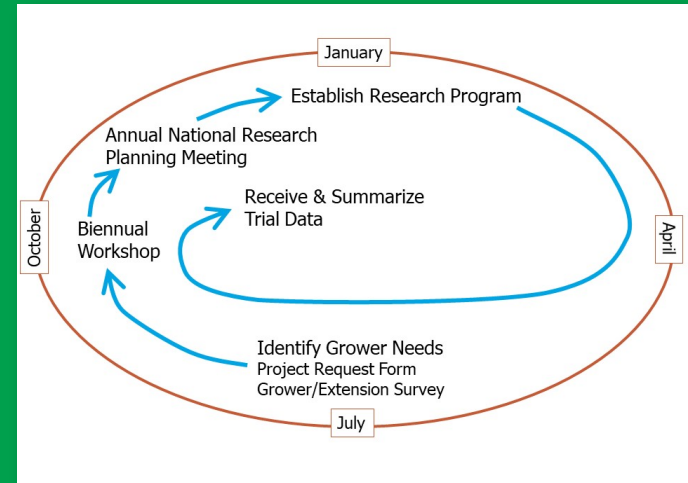 January
Establish Research Program
Annual National Research
Planning Meeting
Receive & Summarize
Trial Data
October
Biennual
Workshop
April
Identify Grower Needs
Project Request Form
Grower/Extension Survey
July